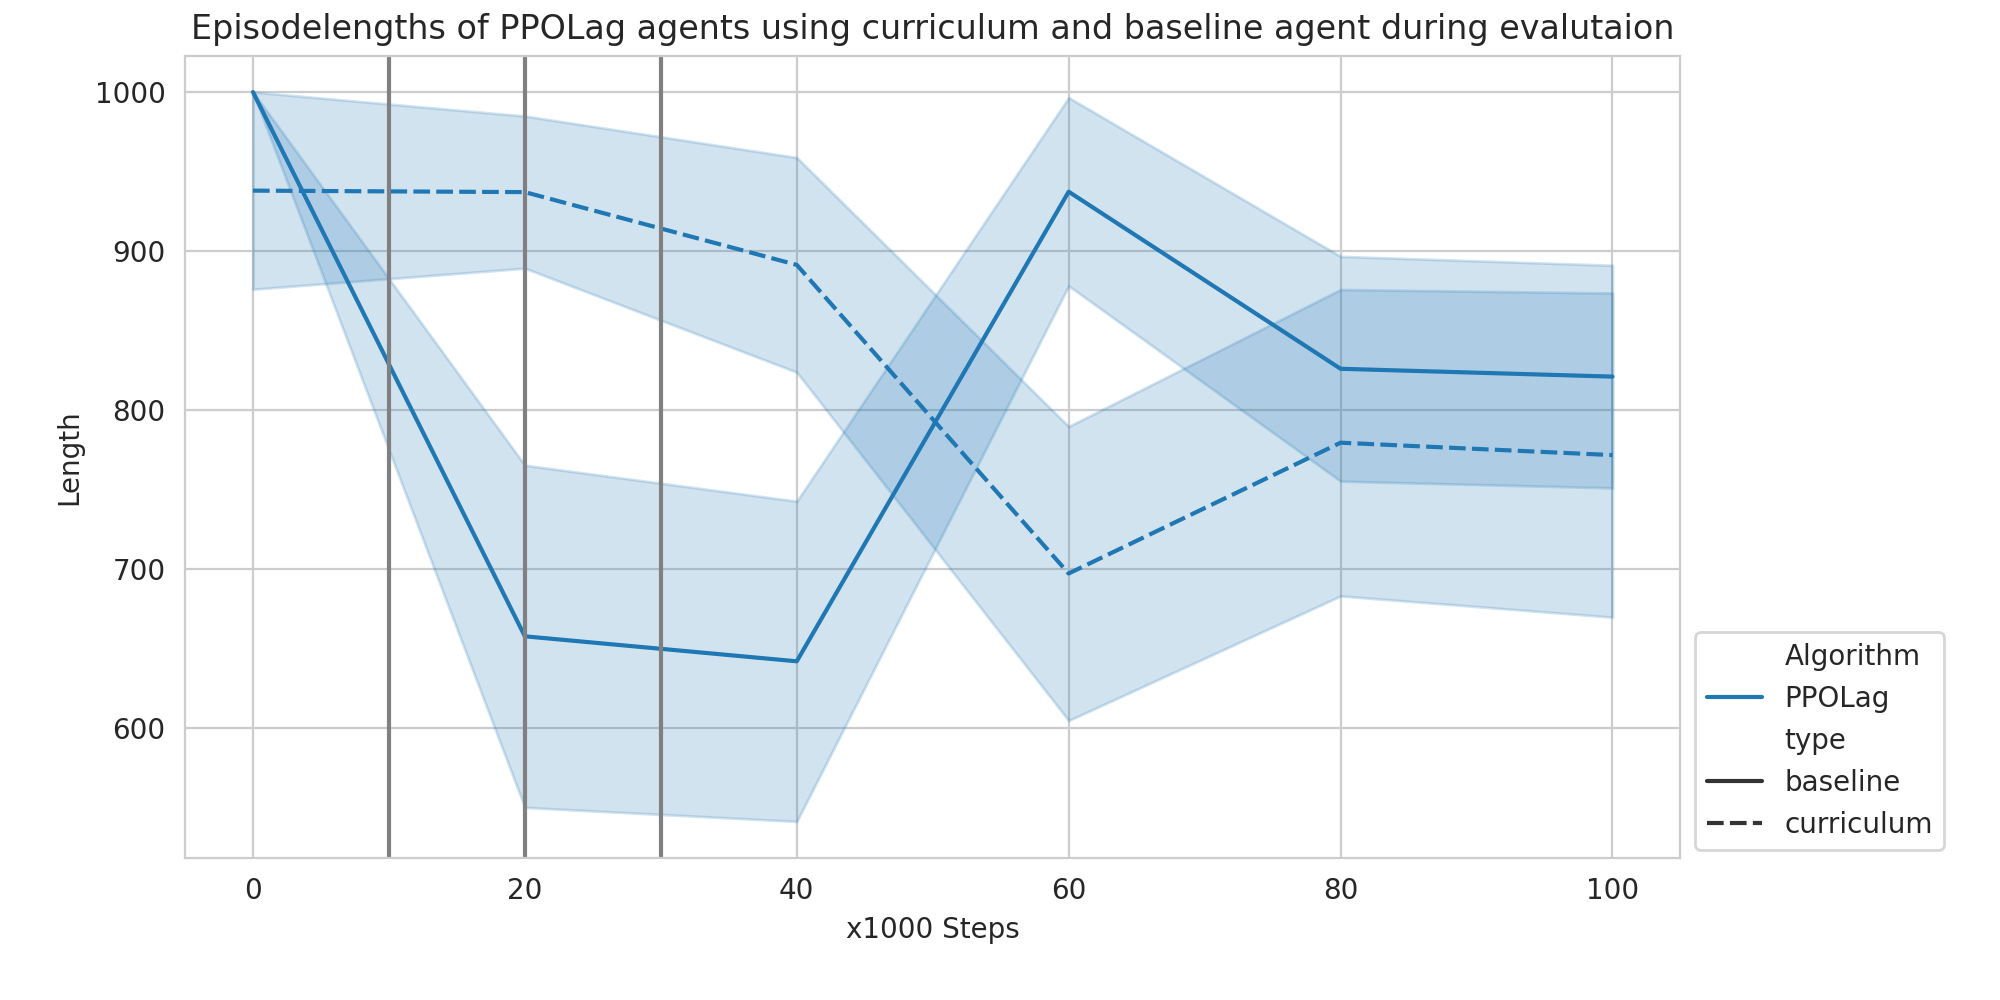 Episodelengths of PPOLag agents using curriculum and baseline agent during evalutaion
1000
900
800
700
600
Length
0 20 40 60 80 100
x1000 Steps
Algorithm
PPOLag
type
baseline
curriculum